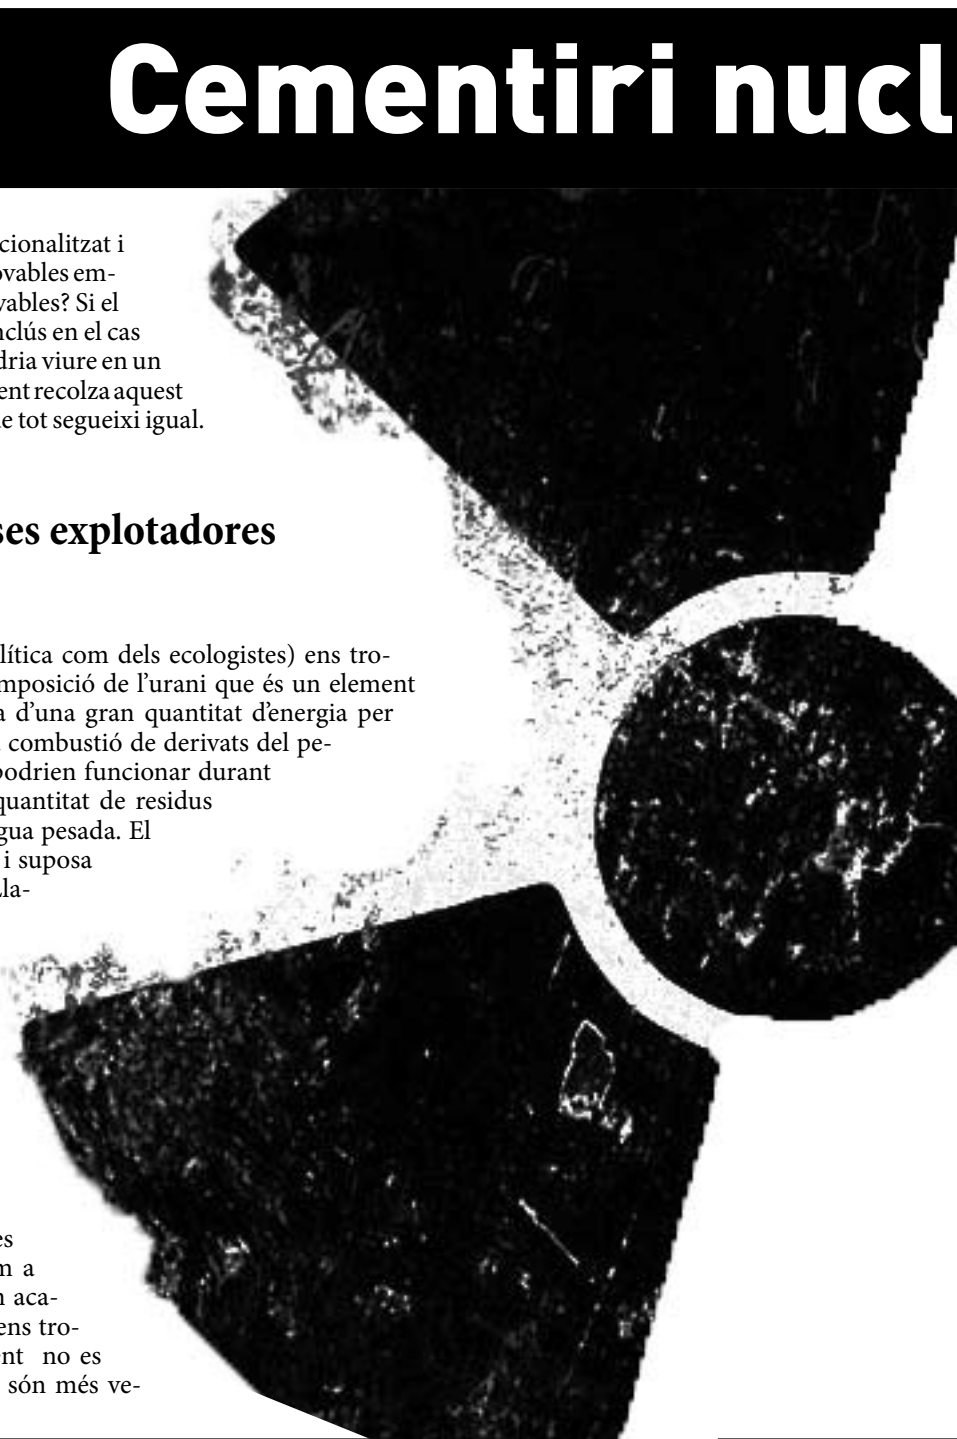 Cementiri nucl
cionalitzat i
ovables em-
vables? Si el
nclús en el cas
dria viure en un
ent recolza aquest
e tot segueixi igual.
ses explotadores
lítica com dels ecologistes) ens tro-
mposició de l’urani que és un element
a d’una gran quantitat d’energia per
combustió de derivats del pe-
podrien funcionar durant
quantitat de residus
gua pesada. El
i suposa
la-
es
m a
n aca-
ens tro-
ent no es
són més ve-